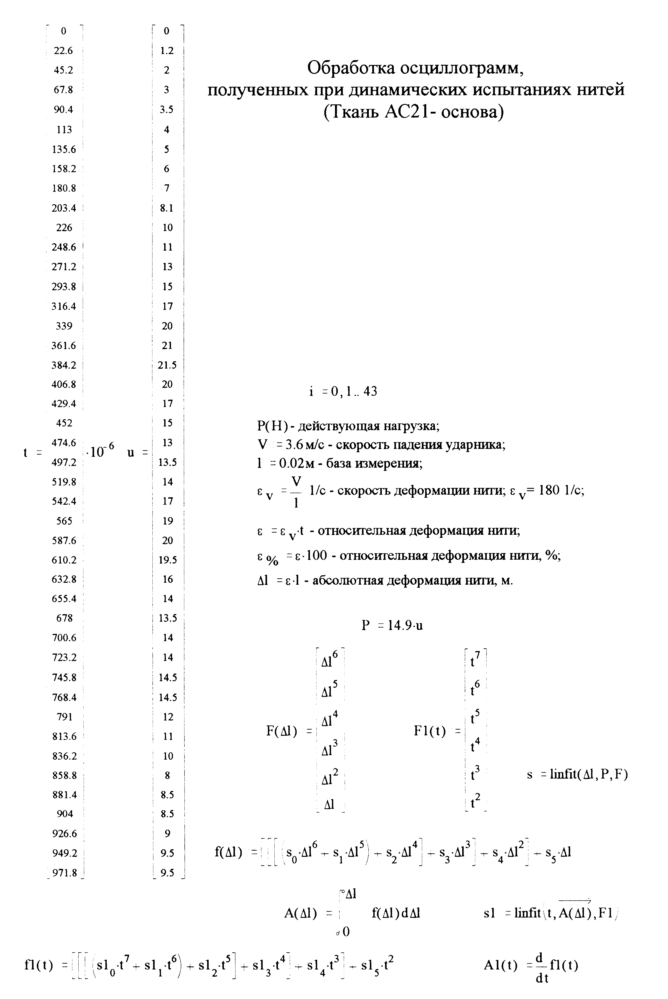 0 0
22.6 1.2
45.2 2
Обработка осциллограмм,
67.8 3
полученных при динамических испытаниях нитей
90.4 3.5
(Ткань АС21- основа)
113 4
135.6 5
158.2 6
180.8 7
203.4 8.1
226 10
248.6 11
271.2 13
293.8 15
316.4 17
339 20
361.6 21
384.2 21.5
406.8 20
i = 0, 1 .. 43
429.4 17
452 15
P(H) - действующая нагрузка;
474.6 13
V = 3.6 м/с - скорость падения ударника;
t = ·10^-6 u =
497.2 13.5
l = 0.02м - база измерения;
519.8 14
ε_v = V/l 1/с - скорость деформации нити; ε_v= 180 1/с;
542.4 17
565 19
ε = ε_v·t - относительная деформация нити;
587.6 20
610.2 19.5
ε_% = ε·100 - относительная деформация нити, %;
632.8 16
Δl = ε·l - абсолютная деформация нити, м.
655.4 14
678 13.5
P = 14.9·u
700.6 14
723.2 14
Δl^6 t^7
745.8 14.5
Δl^5 t^6
768.4 14.5
791 12
Δl^4 t^5
F(Δl) = F1(t) =
813.6 11
Δl^3 t^4
836.2 10
858.8 8
Δl^2 t^3
s = linfit(Δl, P, F)
881.4 8.5
Δl t^2
904 8.5
926.6 9
949.2 9.5
f(Δl) = [[[(s_0·Δl^6 + s_1·Δl^5) + s_2·Δl^4] + s_3·Δl^3] + s_4·Δl^2] + s_5·Δl
971.8 9.5
Δl
A(Δl) = ∫ f(Δl) dΔl s1 = linfit(t, A(Δl), F1)
0
f1(t) = [[[(s1_0·t^7 + s1_1·t^6) + s1_2·t^5] + s1_3·t^4] + s1_4·t^3] + s1_5·t^2 A1(t) = d/dt f1(t)